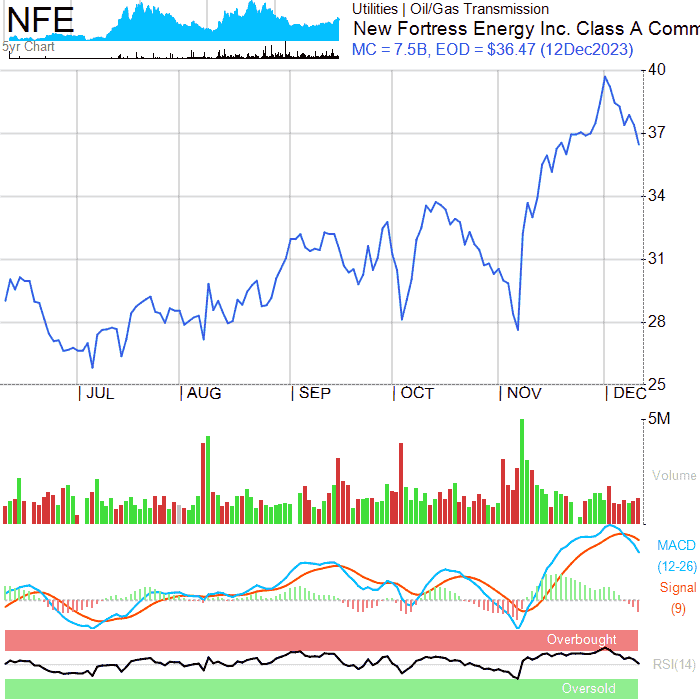 NFE
Utilities | Oil/Gas Transmission
New Fortress Energy Inc. Class A Comm
MC = 7.5B, EOD = $36.47 (12Dec2023)
5yr Chart
40
37
34
31
28
25
JUL AUG SEP OCT NOV DEC
5M
Volume
MACD
(12-26)
Signal
(9)
Overbought
RSI(14)
Oversold